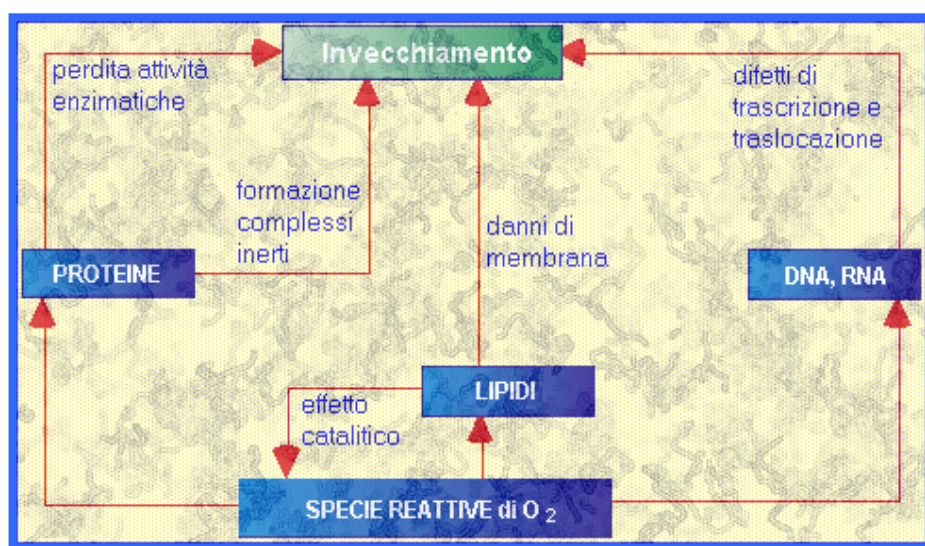 Invecchiamento
perdita attività
enzimatiche
difetti di
trascrizione e
traslocazione
formazione
complessi
inerti
danni di
membrana
PROTEINE
DNA, RNA
LIPIDI
effetto
catalitico
SPECIE REATTIVE di O 2